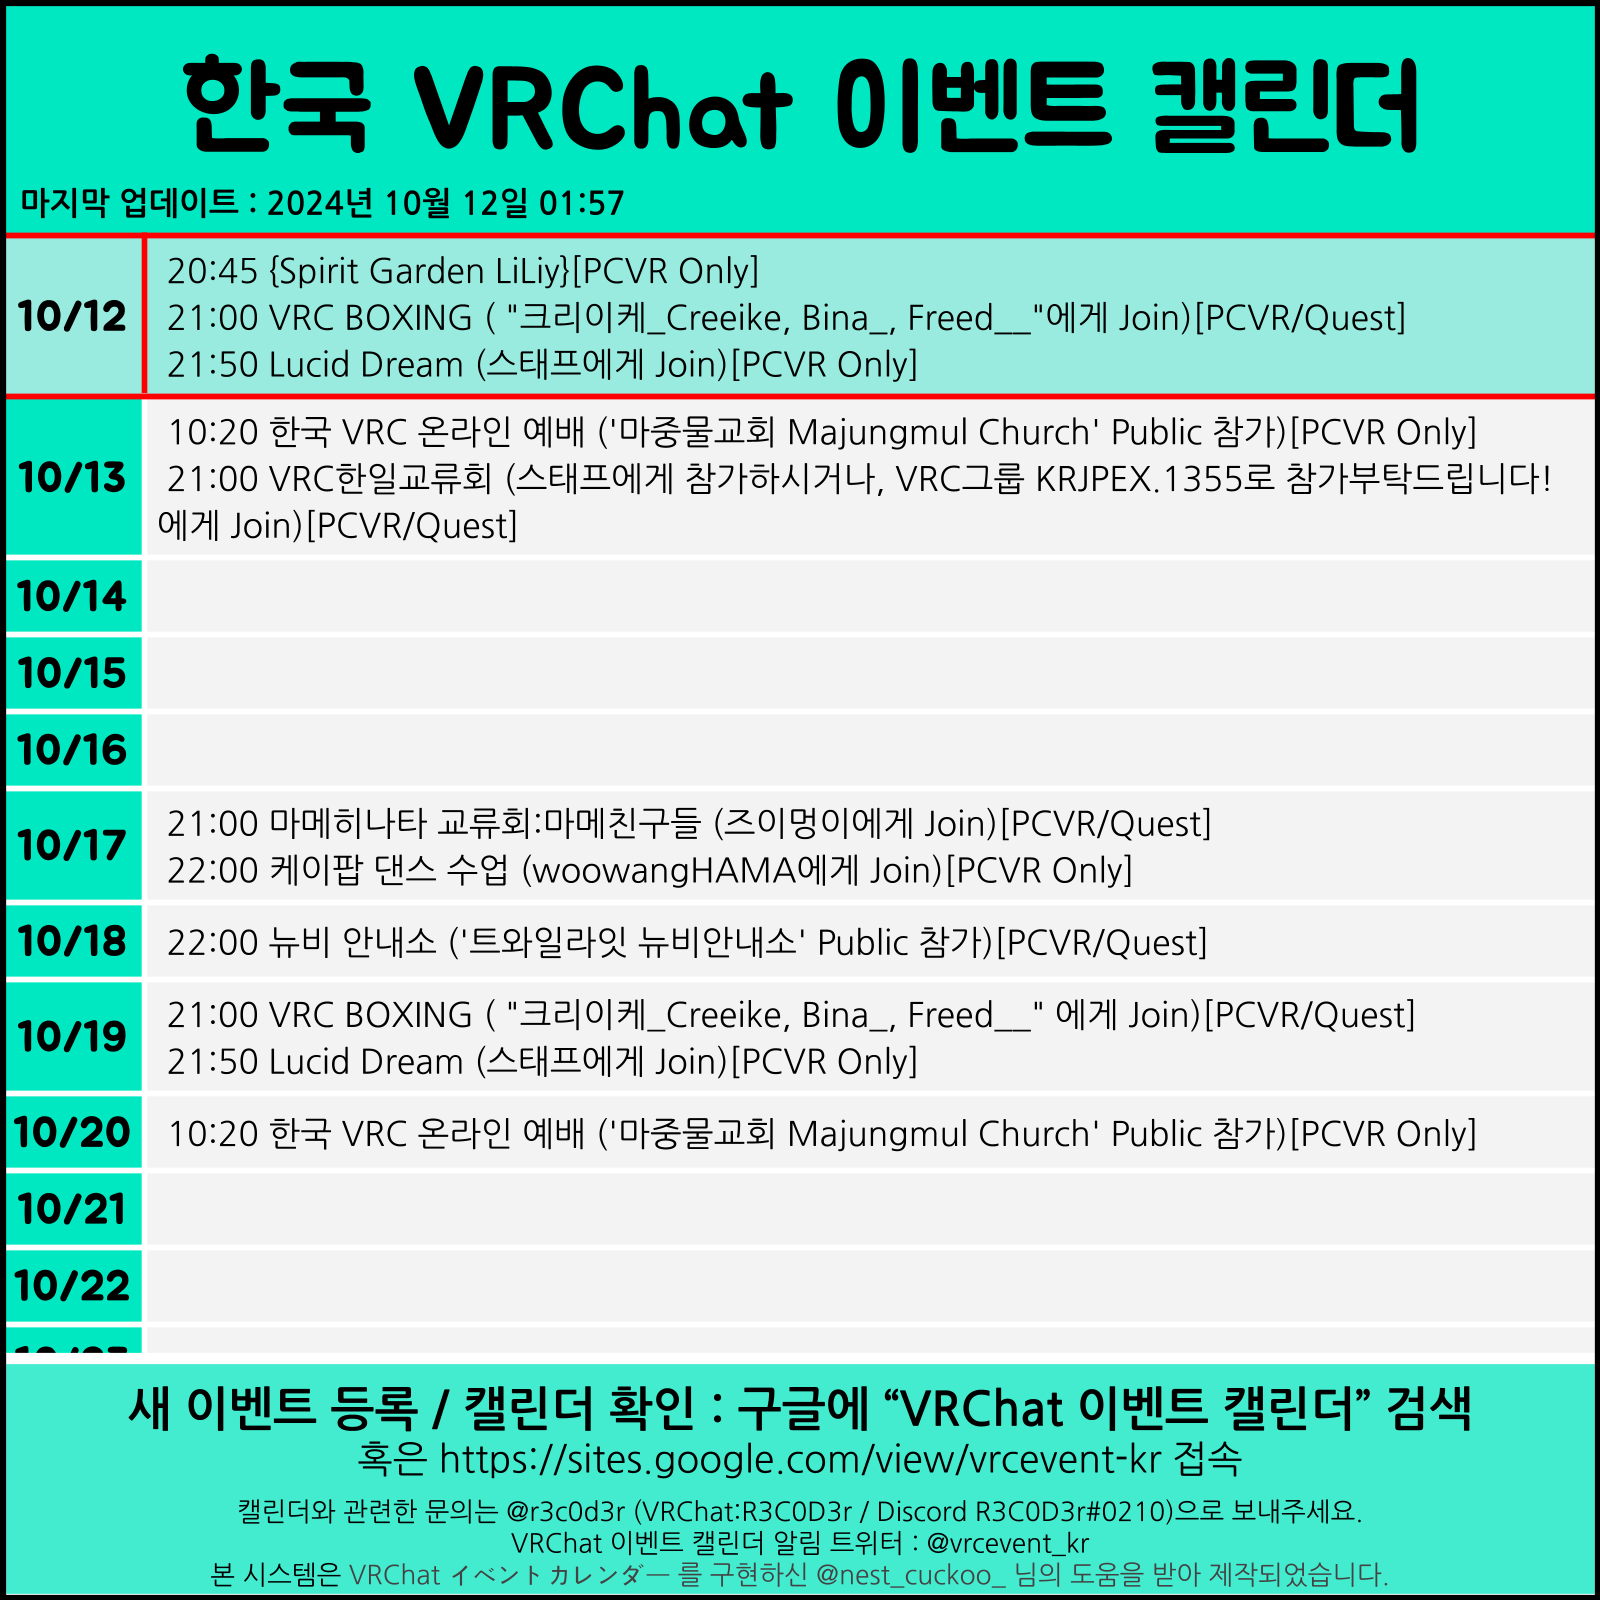 한국 VRChat 이벤트 캘린더
마지막 업데이트 : 2024년 10월 12일 01:57
10/12
20:45 {Spirit Garden LiLiy}[PCVR Only]
21:00 VRC BOXING ( "크리이케_Creeike, Bina_, Freed__"에게 Join)[PCVR/Quest]
21:50 Lucid Dream (스태프에게 Join)[PCVR Only]
10/13
10:20 한국 VRC 온라인 예배 ('마중물교회 Majungmul Church' Public 참가)[PCVR Only]
21:00 VRC한일교류회 (스태프에게 참가하시거나, VRC그룹 KRJPEX.1355로 참가부탁드립니다!
에게 Join)[PCVR/Quest]
10/14
10/15
10/16
10/17
21:00 마메히나타 교류회:마메친구들 (즈이멍이에게 Join)[PCVR/Quest]
22:00 케이팝 댄스 수업 (woowangHAMA에게 Join)[PCVR Only]
10/18
22:00 뉴비 안내소 ('트와일라잇 뉴비안내소' Public 참가)[PCVR/Quest]
10/19
21:00 VRC BOXING ( "크리이케_Creeike, Bina_, Freed__" 에게 Join)[PCVR/Quest]
21:50 Lucid Dream (스태프에게 Join)[PCVR Only]
10/20
10:20 한국 VRC 온라인 예배 ('마중물교회 Majungmul Church' Public 참가)[PCVR Only]
10/21
10/22
새 이벤트 등록 / 캘린더 확인 : 구글에 “VRChat 이벤트 캘린더” 검색
혹은 https://sites.google.com/view/vrcevent-kr 접속
캘린더와 관련한 문의는 @r3c0d3r (VRChat:R3C0D3r / Discord R3C0D3r#0210)으로 보내주세요.
VRChat 이벤트 캘린더 알림 트위터 : @vrcevent_kr
본 시스템은 VRChat イベントカレンダー 를 구현하신 @nest_cuckoo_ 님의 도움을 받아 제작되었습니다.